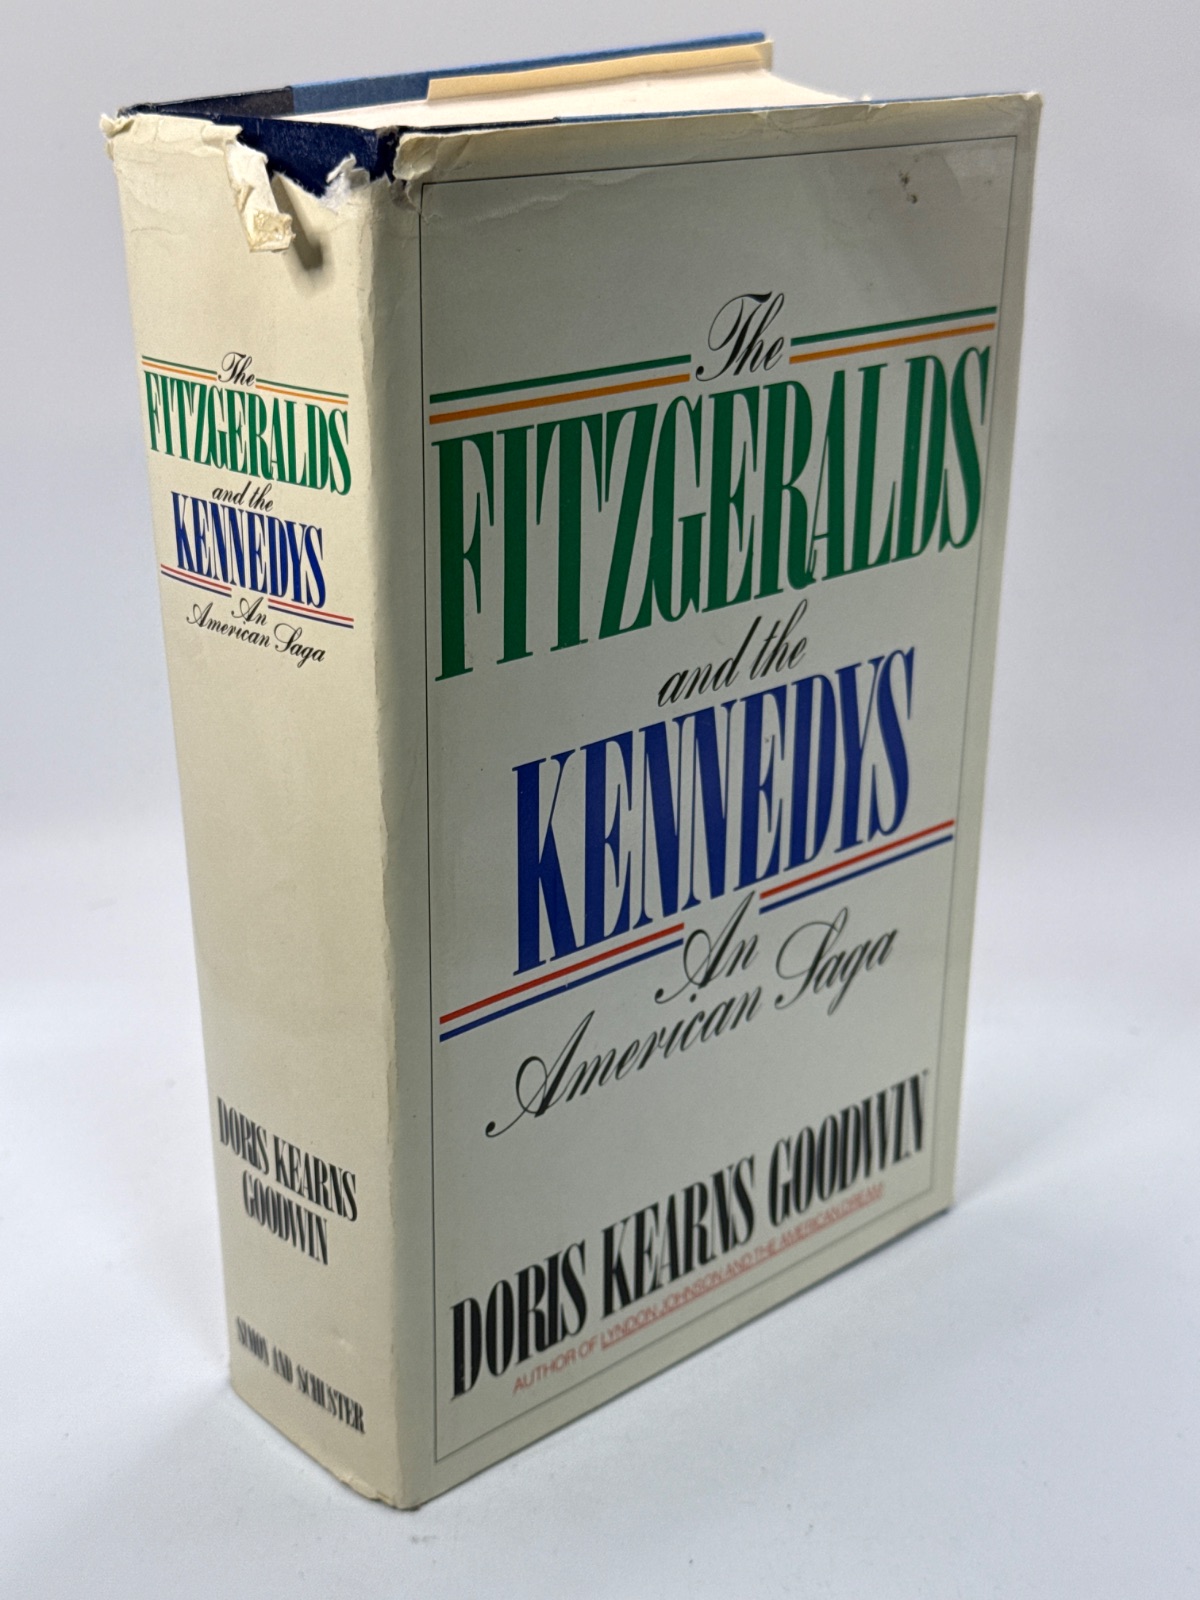 The
FITZGERALDS
and the
KENNEDYS
An
American Saga
DORIS KEARNS
GOODWIN
SIMON AND SCHUSTER
The
FITZGERALDS
and the
KENNEDYS
An
American Saga
DORIS KEARNS GOODWIN
AUTHOR OF LYNDON JOHNSON AND THE AMERICAN DREAM